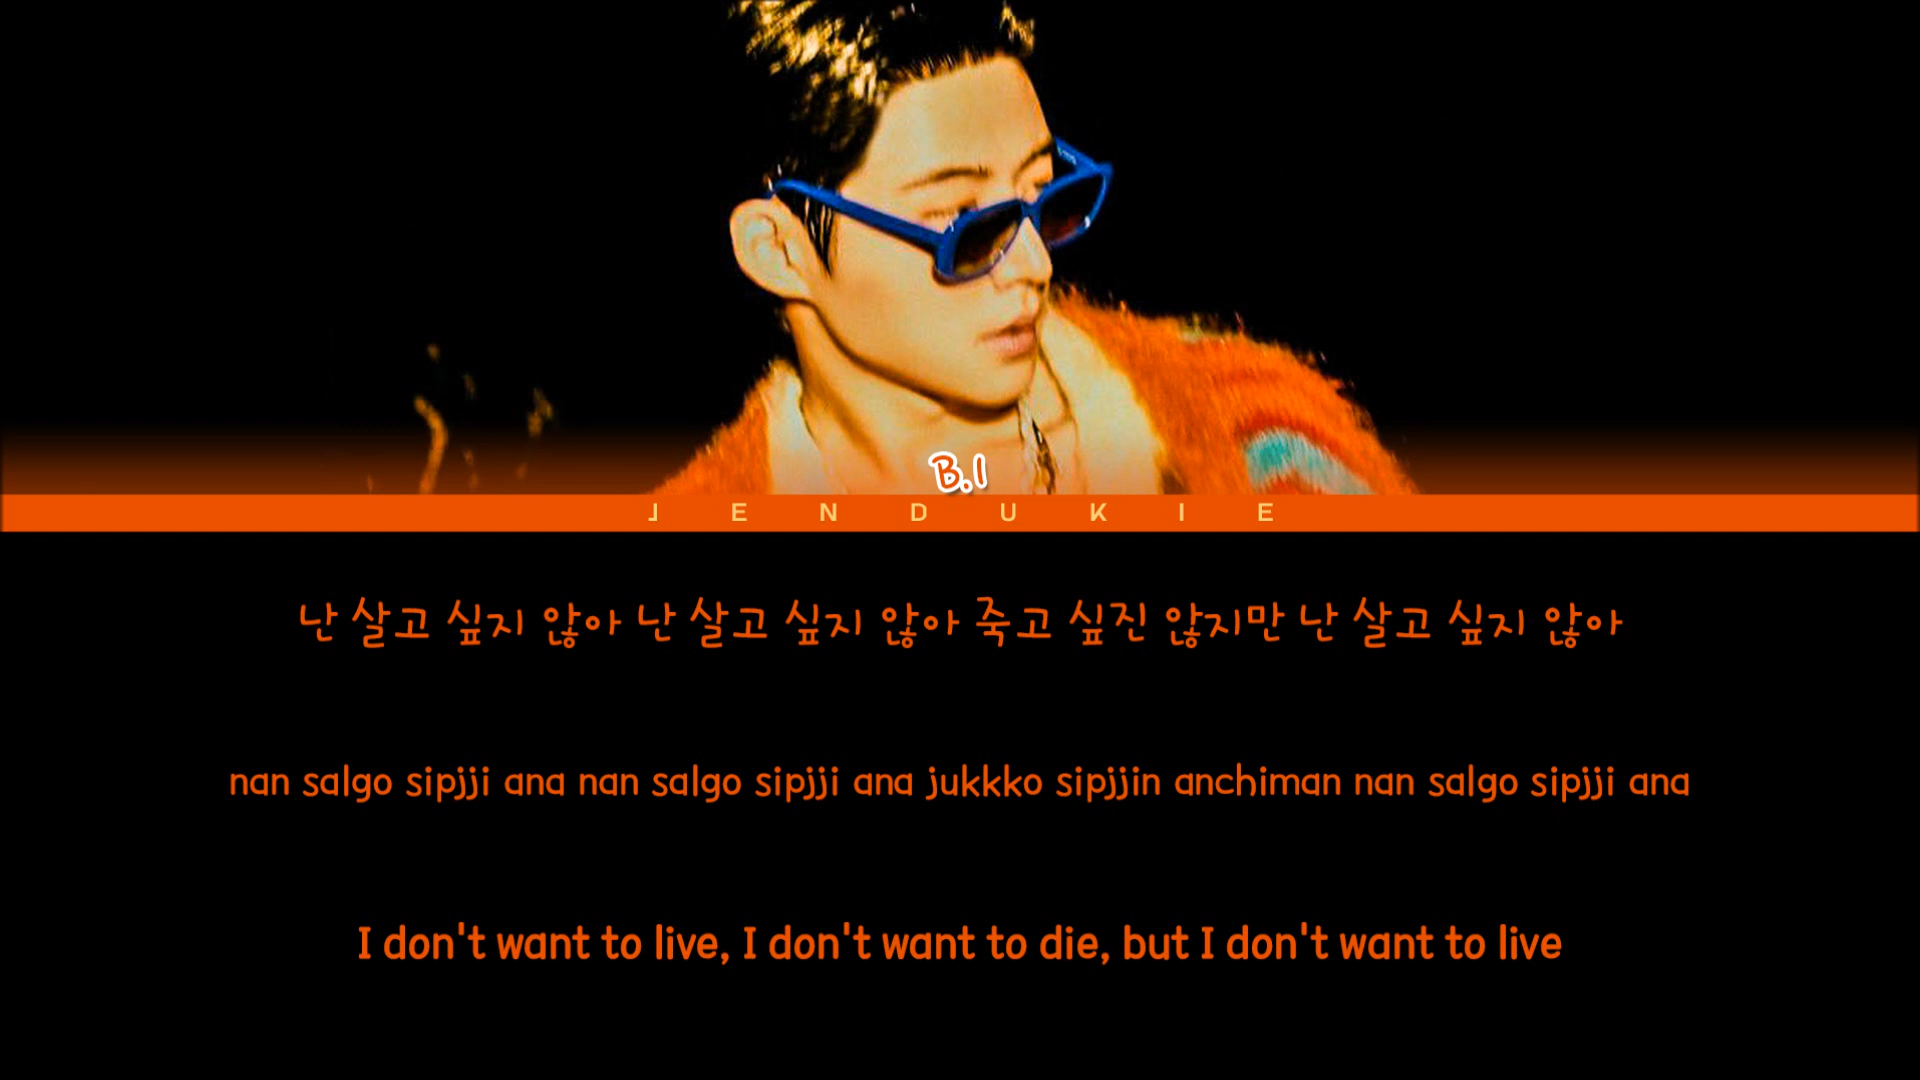 B.I
JENDUKIE
난 살고 싶지 않아 난 살고 싶지 않아 죽고 싶진 않지만 난 살고 싶지 않아
nan salgo sipjji ana nan salgo sipjji ana jukkko sipjjin anchiman nan salgo sipjji ana
I don't want to live, I don't want to die, but I don't want to live